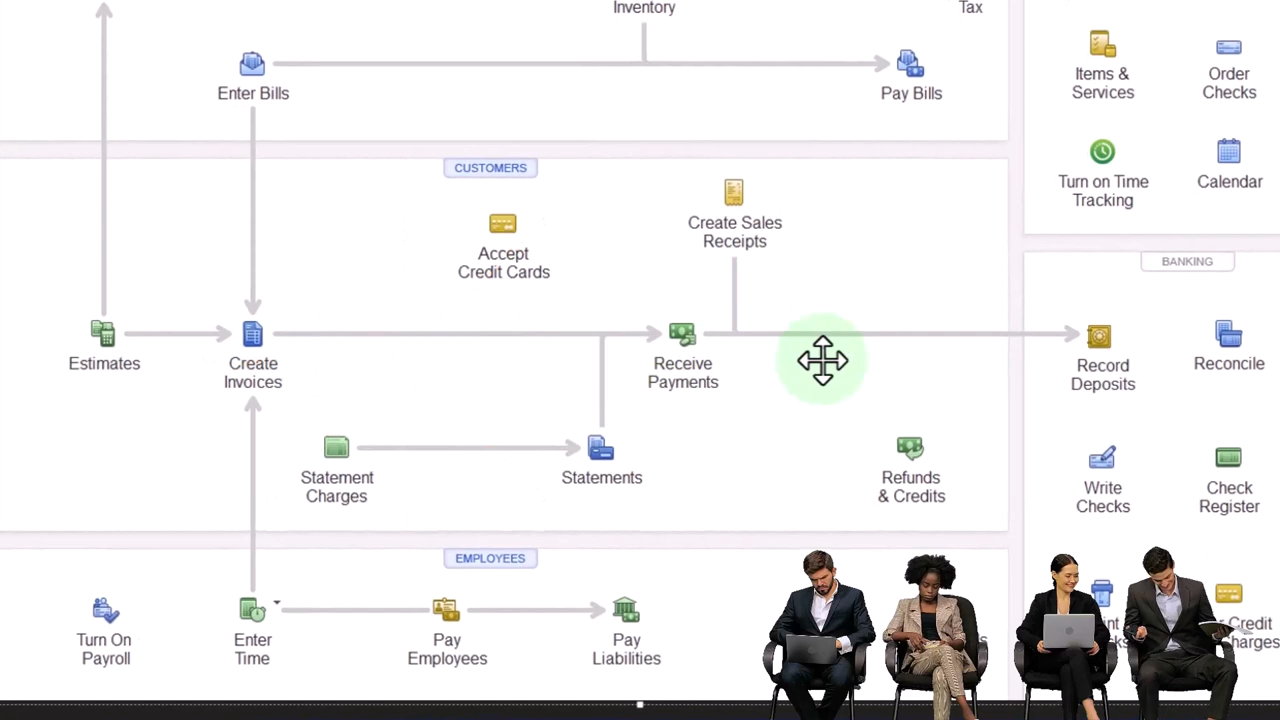 Inventory
Tax
Enter Bills
Pay Bills
Items &
Services
Order
Checks
Turn on Time
Tracking
Calendar
CUSTOMERS
Accept
Credit Cards
Create Sales
Receipts
Estimates
Create
Invoices
Receive
Payments
Statement
Charges
Statements
Refunds
& Credits
BANKING
Record
Deposits
Reconcile
Write
Checks
Check
Register
EMPLOYEES
Turn On
Payroll
Enter
Time
Pay
Employees
Pay
Liabilities
Credit